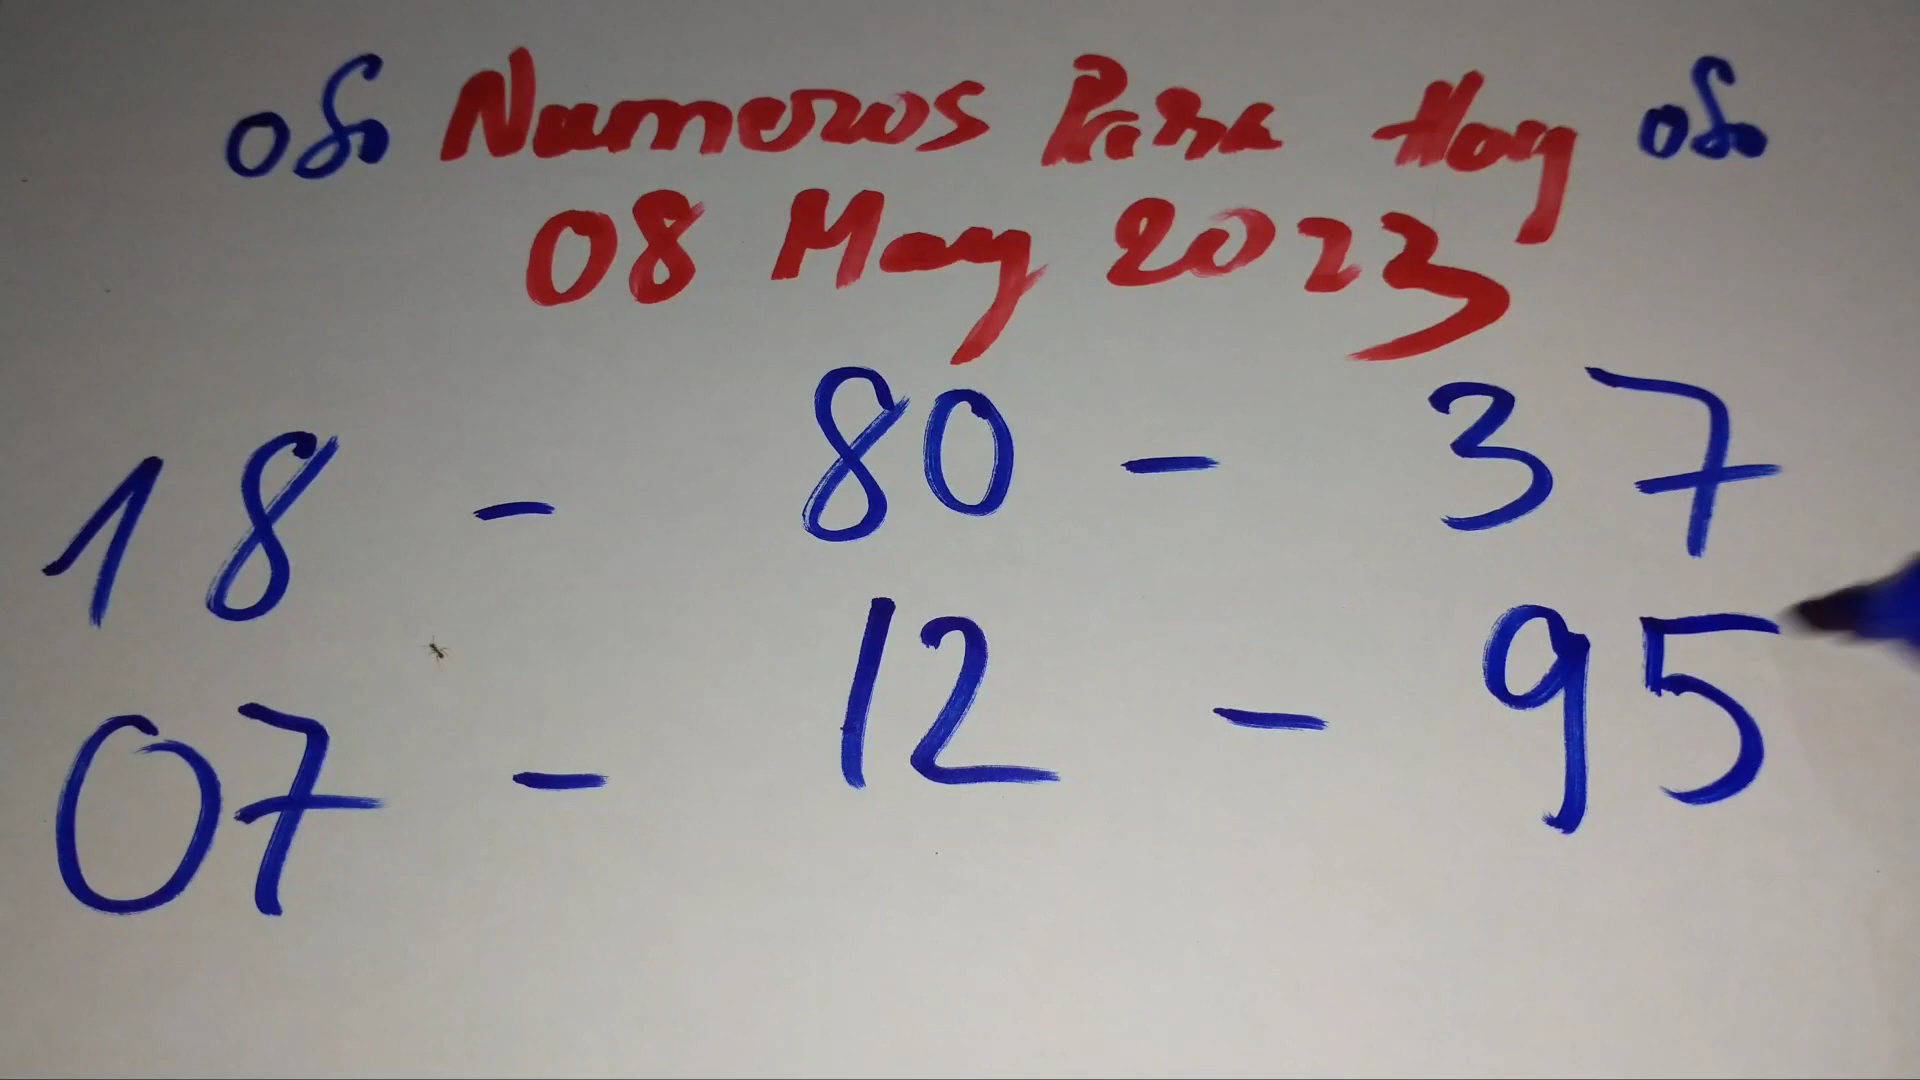 Numeros Para Hoy
08 May 2023
18 - 80 - 37
07 - 12 - 95